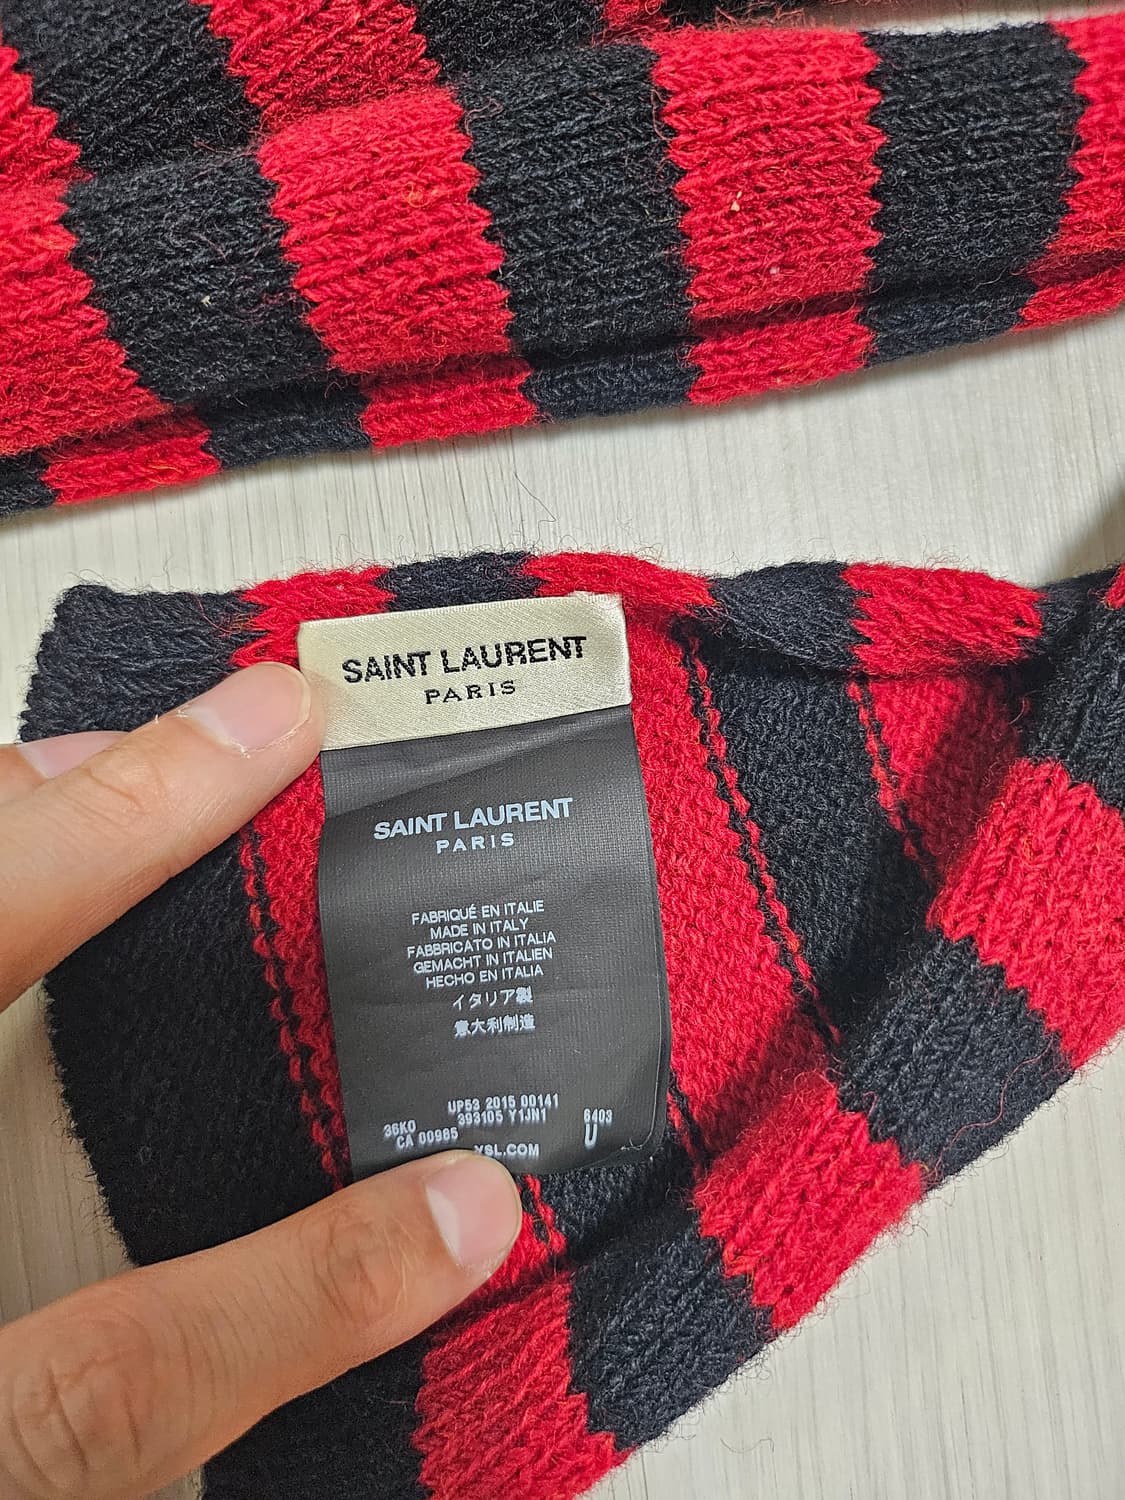 SAINT LAURENT
PARIS
SAINT LAURENT
PARIS
FABRIQUÉ EN ITALIE
MADE IN ITALY
FABBRICATO IN ITALIA
GEMACHT IN ITALIEN
HECHO EN ITALIA
イタリア製
意大利制造
UP53 2015 00141
36KO 393105 Y1JN1 6403
CA 00985 U
YSL.COM